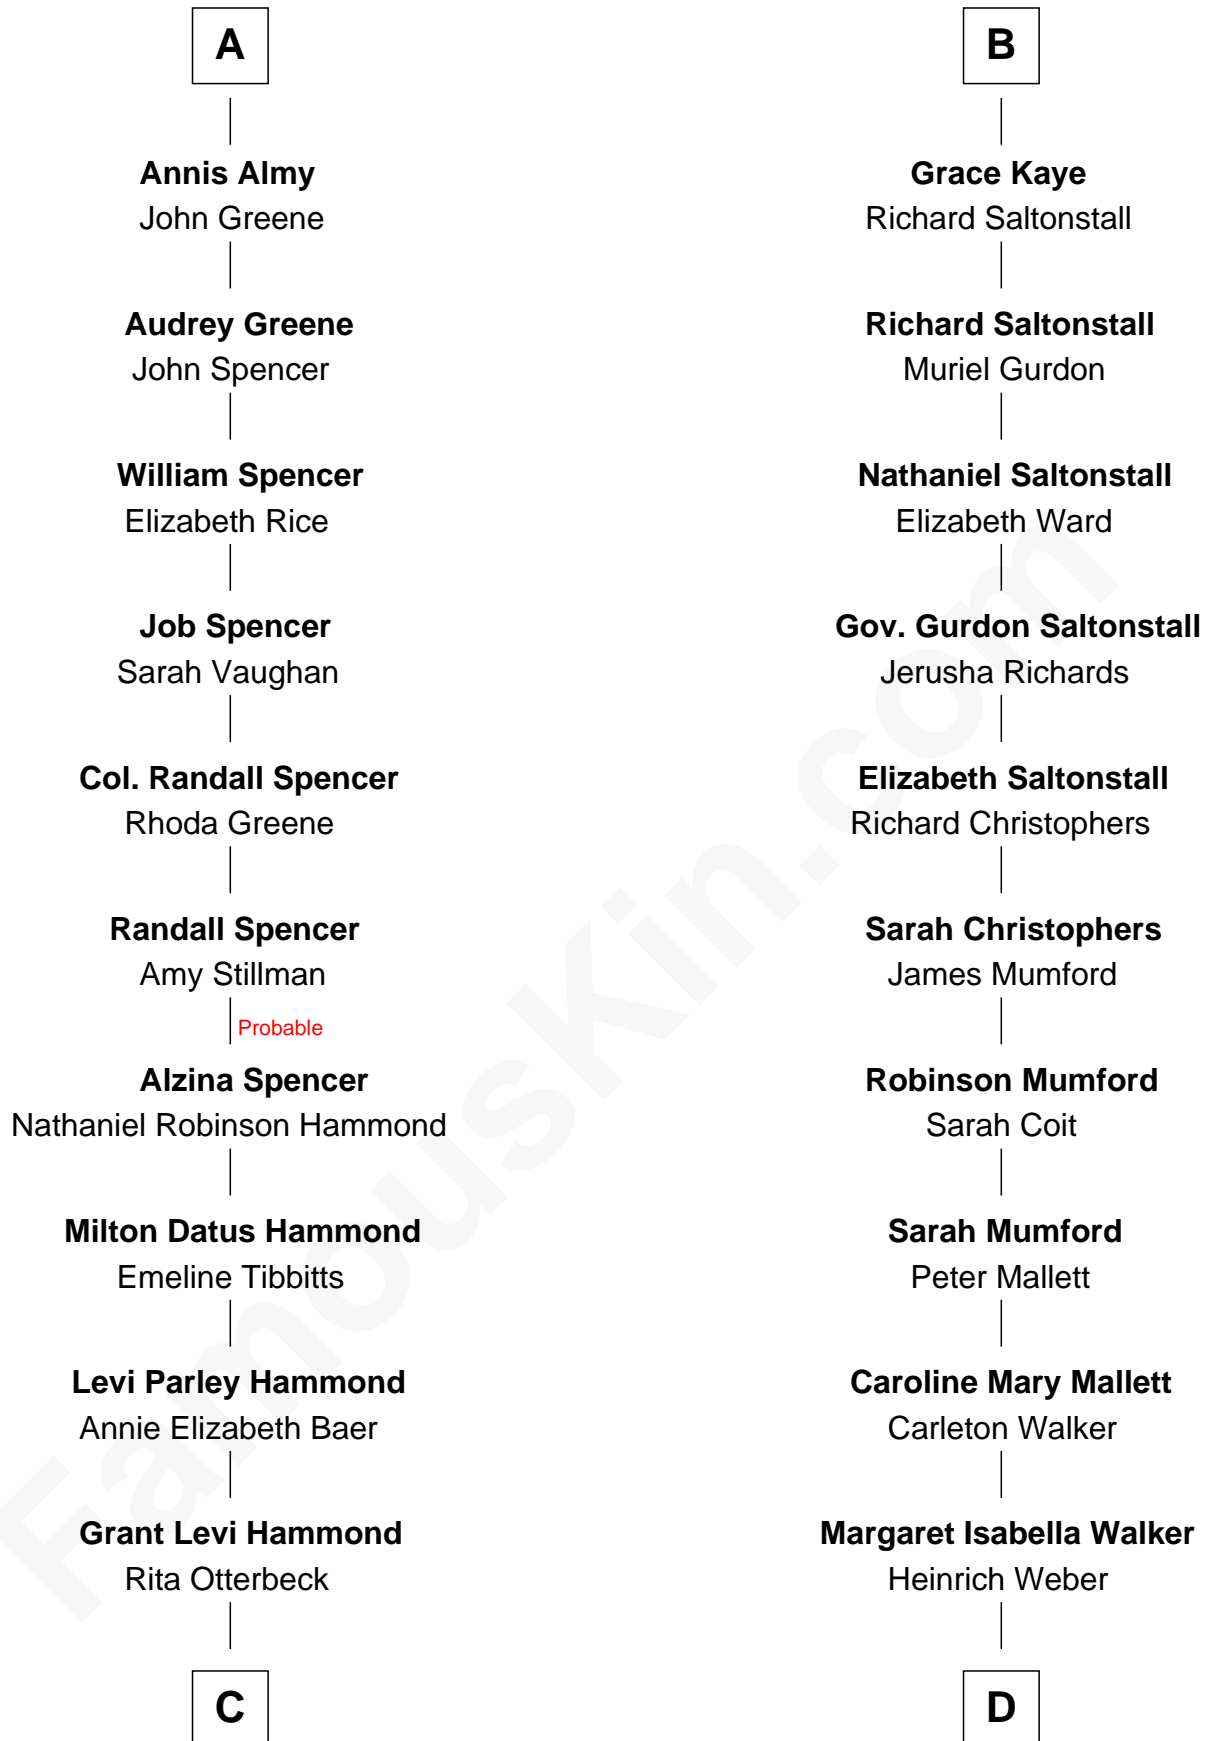 A
Annis Almy
John Greene
Audrey Greene
John Spencer
William Spencer
Elizabeth Rice
Job Spencer
Sarah Vaughan
Col. Randall Spencer
Rhoda Greene
Randall Spencer
Amy Stillman
Probable
Alzina Spencer
Nathaniel Robinson Hammond
Milton Datus Hammond
Emeline Tibbitts
Levi Parley Hammond
Annie Elizabeth Baer
Grant Levi Hammond
Rita Otterbeck
C
B
Grace Kaye
Richard Saltonstall
Richard Saltonstall
Muriel Gurdon
Nathaniel Saltonstall
Elizabeth Ward
Gov. Gurdon Saltonstall
Jerusha Richards
Elizabeth Saltonstall
Richard Christophers
Sarah Christophers
James Mumford
Robinson Mumford
Sarah Coit
Sarah Mumford
Peter Mallett
Caroline Mary Mallett
Carleton Walker
Margaret Isabella Walker
Heinrich Weber
D
FamousKin.com